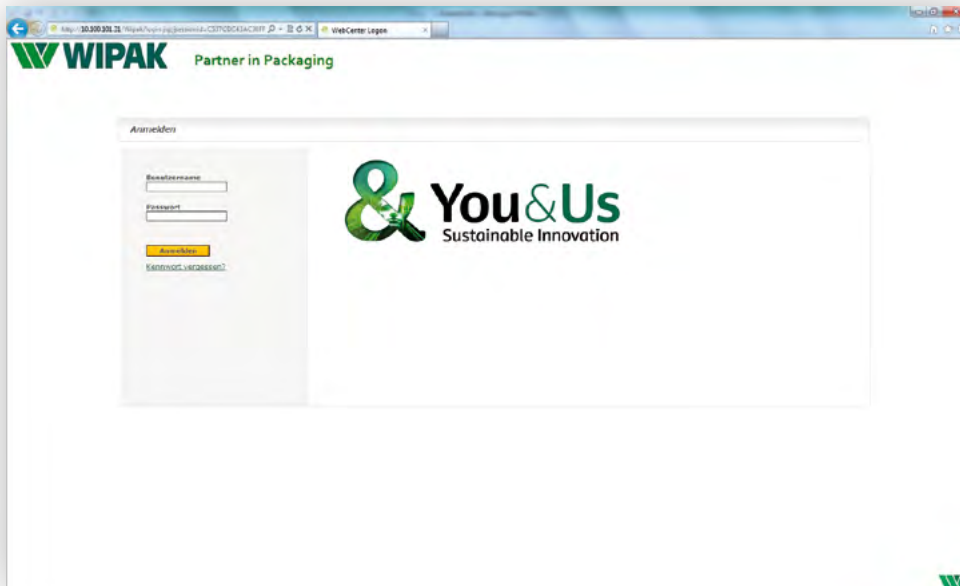 WebCenter Logon
WIPAK Partner in Packaging
Anmelden
Benutzername
Passwort
Anmelden
Kennwort vergessen?
& You&Us
Sustainable Innovation